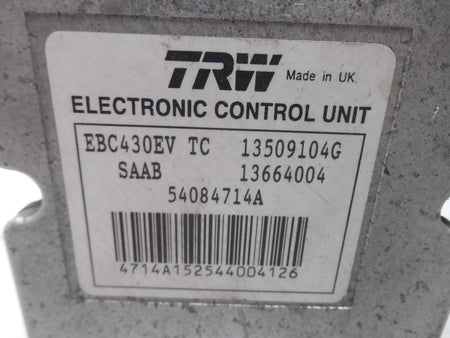 TRW Made in UK
ELECTRONIC CONTROL UNIT
EBC430EV TC 13509104G
SAAB 13664004
54084714A
4714A152544004126